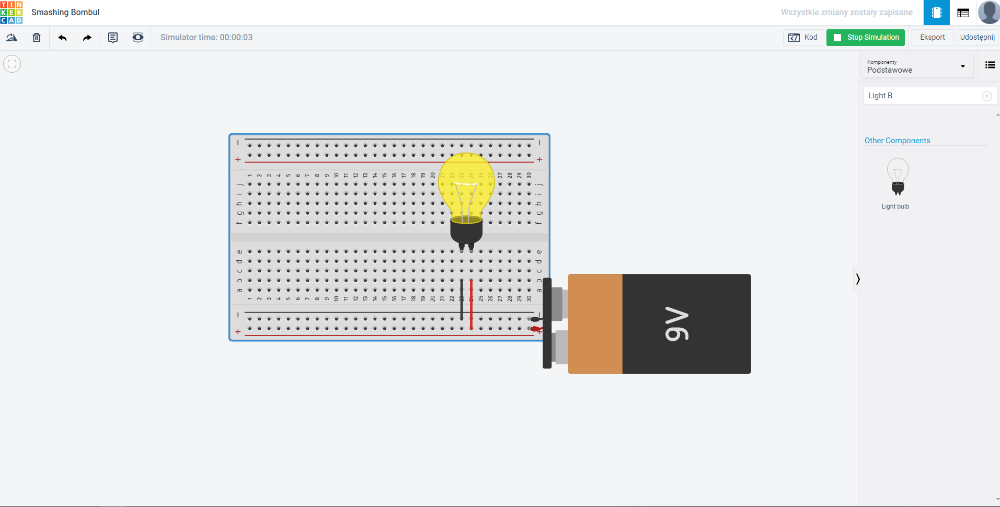 TIN
KER
CAD
Smashing Bombul
Wszystkie zmiany zostały zapisane
Simulator time: 00:00:03
Kod
Stop Simulation
Eksport
Udostępnij
Komponenty
Podstawowe
Light B
Other Components
Light bulb
− −
+ +
1 2 3 4 5 6 7 8 9 10 11 12 13 14 15 16 17 18 19 20 21 22 23 24 25 26 27 28 29 30
j j
i i
h h
g g
f f
e e
d d
c c
b b
a a
1 2 3 4 5 6 7 8 9 10 11 12 13 14 15 16 17 18 19 20 21 22 23 24 25 26 27 28 29 30
− −
+ +
9V